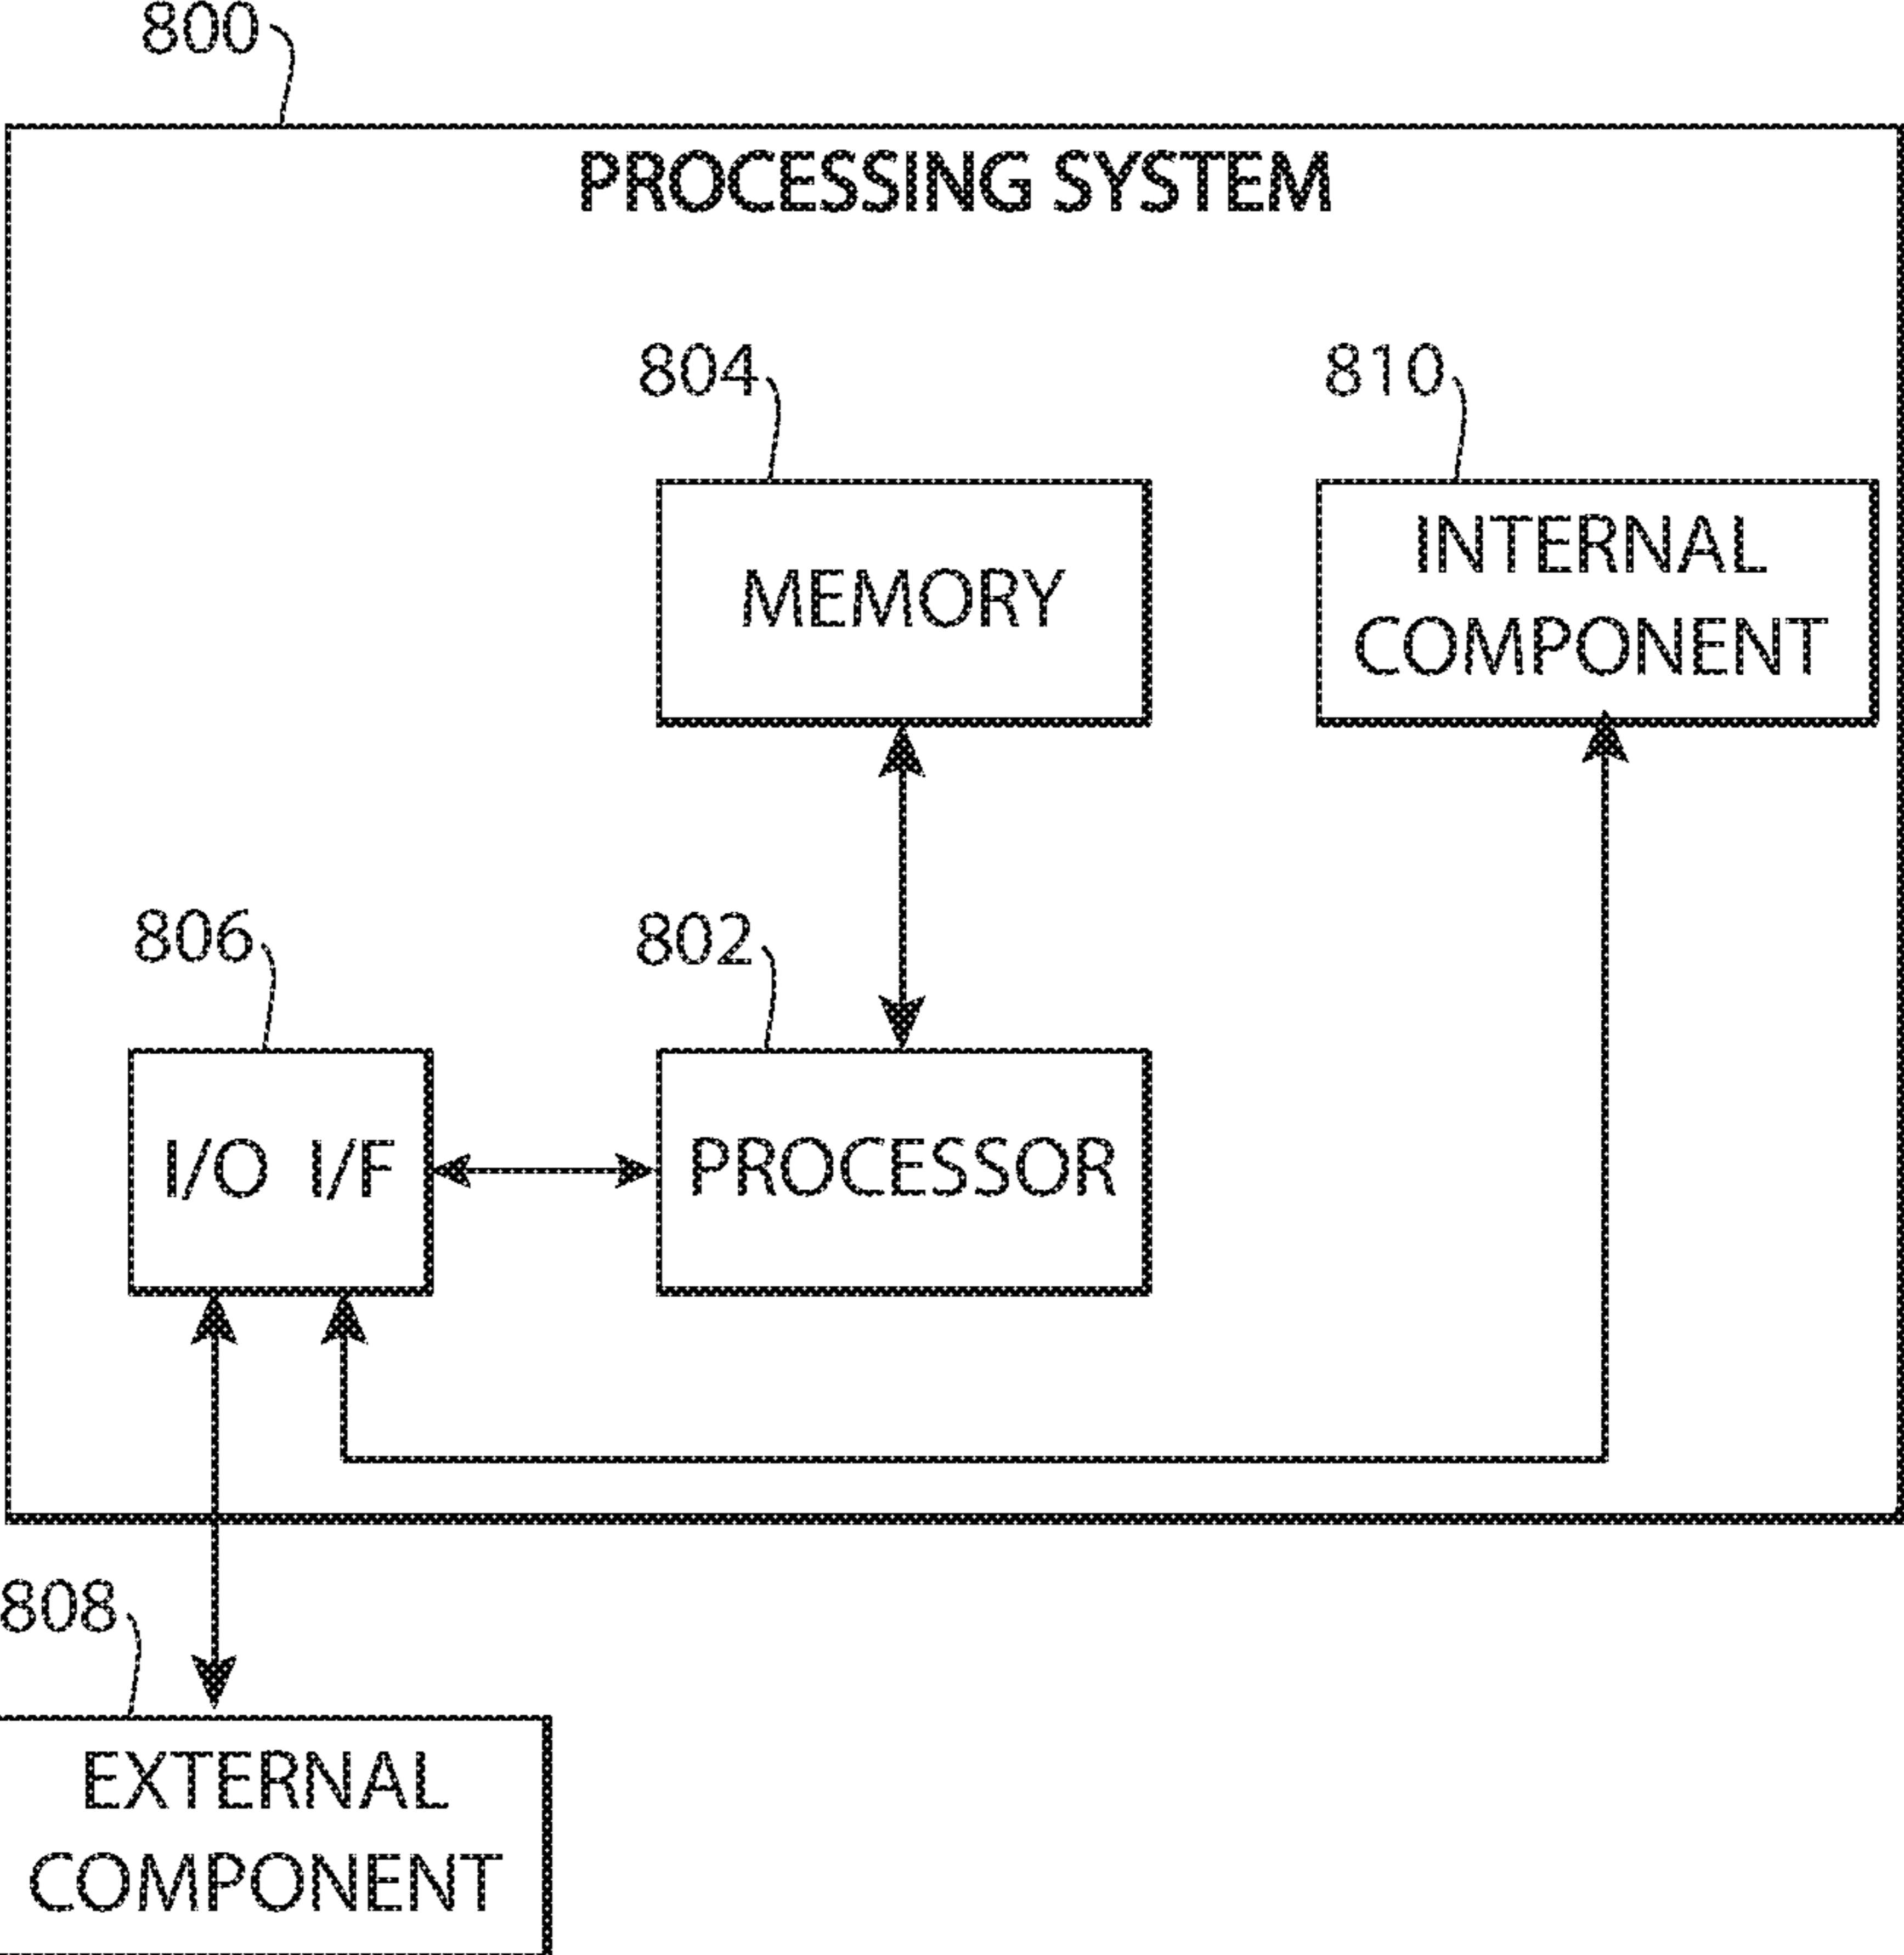 800
PROCESSING SYSTEM
804
810
MEMORY
INTERNAL
COMPONENT
806
802
I/O I/F
PROCESSOR
808
EXTERNAL
COMPONENT